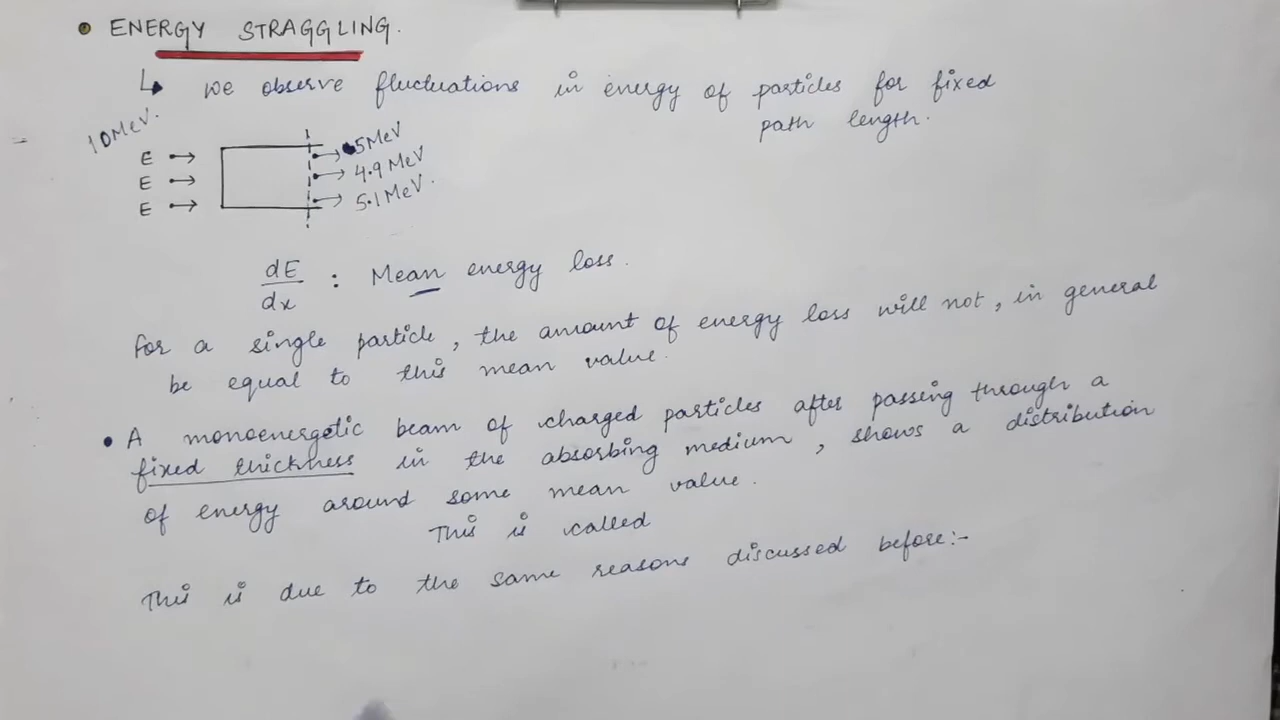 ENERGY STRAGGLING.
we observe fluctuations in energy of particles for fixed
path length.
10MeV.
E
E
E
5MeV
4.9 MeV
5.1 MeV.
dE/dx : Mean energy loss.
For a single particle, the amount of energy loss will not, in general
be equal to this mean value.
A monoenergetic beam of charged particles after passing through a
fixed thickness in the absorbing medium, shows a distribution
of energy around some mean value.
This is called
This is due to the same reasons discussed before:-